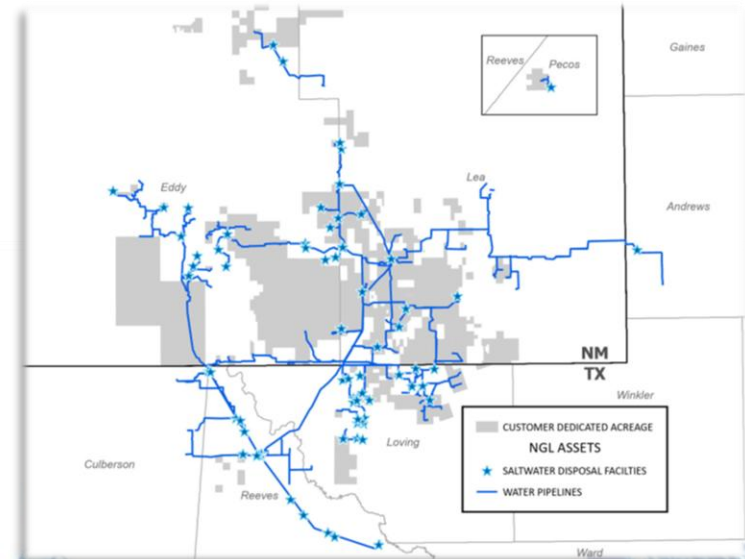 Gaines
Reeves
Pecos
Eddy
Lea
Andrews
NM
TX
Winkler
CUSTOMER DEDICATED ACREAGE
NGL ASSETS
SALTWATER DISPOSAL FACILTIES
WATER PIPELINES
Loving
Culberson
Reeves
Ward